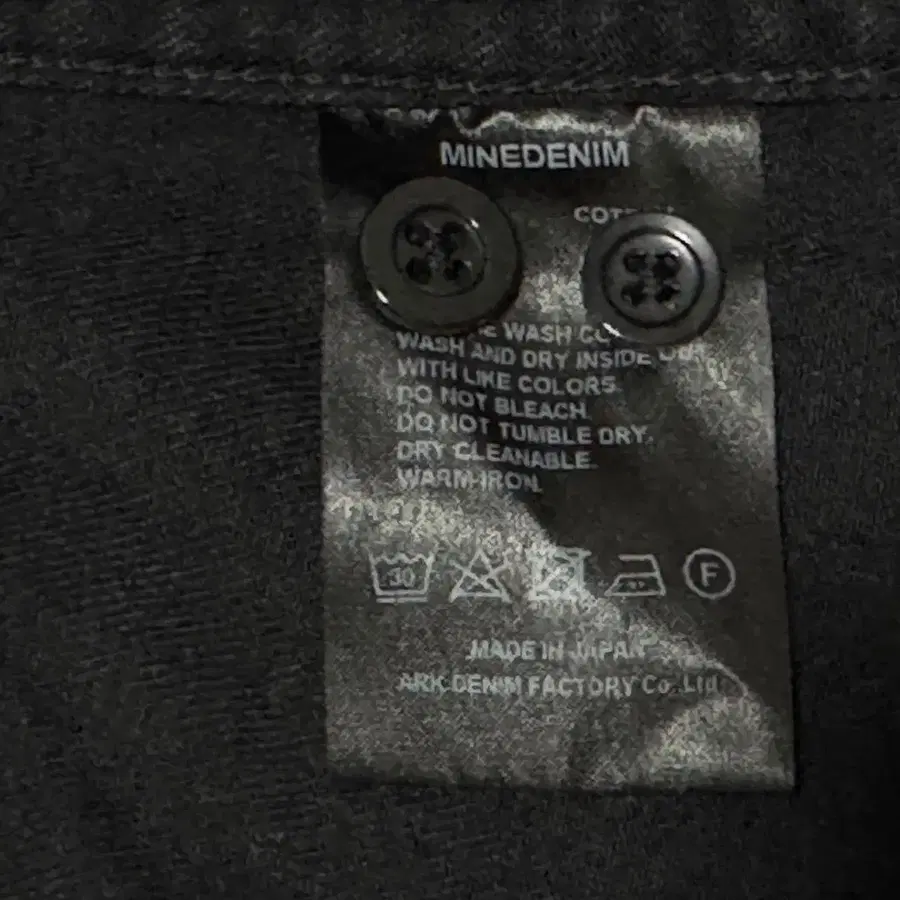 MINEDENIM
WASH
WASH AND DRY INSIDE
WITH LIKE COLORS
DO NOT BLEACH
DO NOT TUMBLE DRY.
DRY CLEANABLE.
WARM IRON.
30 F
MADE IN JAPAN
ARK DENIM FACTORY Co.,Ltd